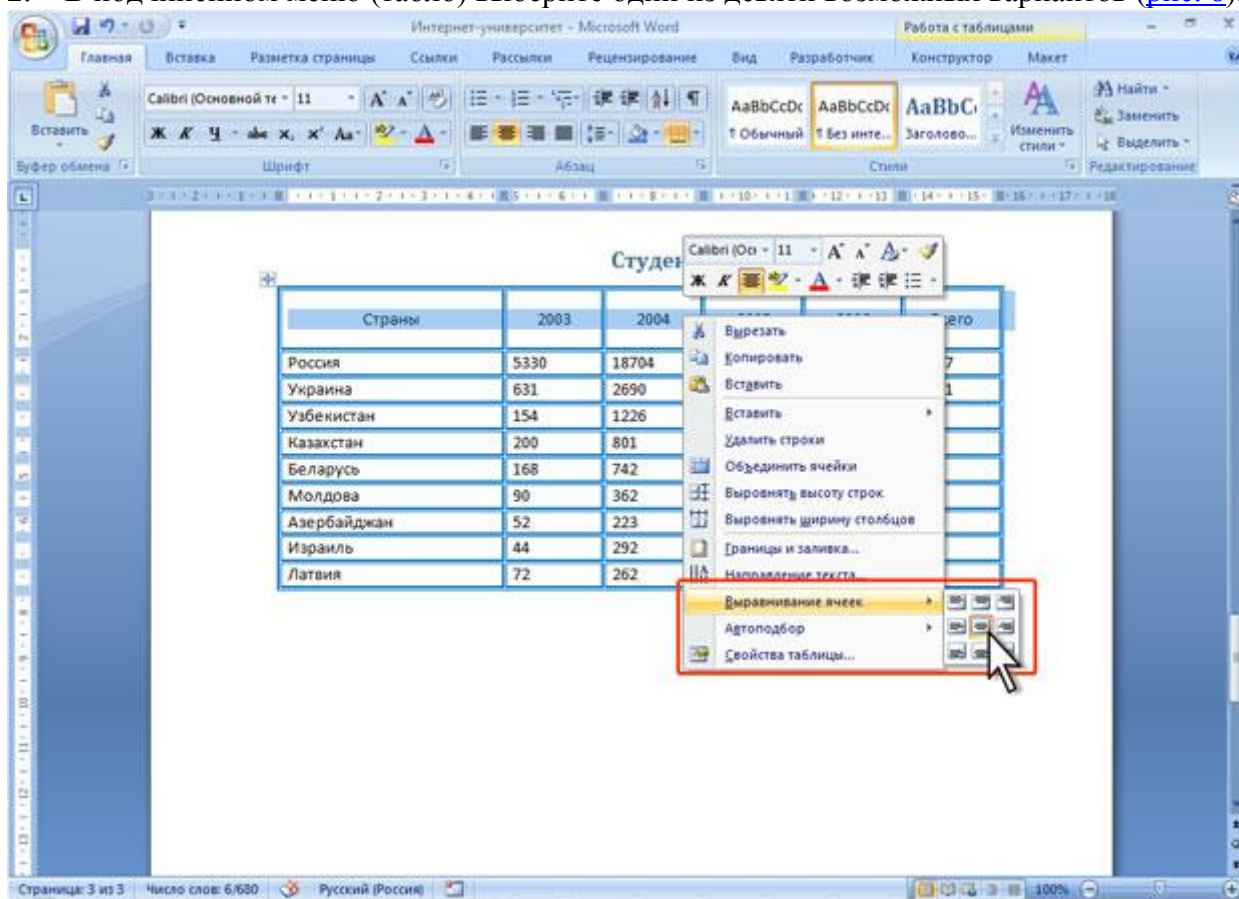 2. В подчиненном меню (табло) выберите один из девяти возможных вариантов (рис. 8).
Интернет-университет - Microsoft Word
Работа с таблицами
Главная Вставка Разметка страницы Ссылки Рассылки Рецензирование Вид Разработчик Конструктор Макет
Вставить
Calibri (Основной те 11
Ж К Ч abc x, x' Aa
AaBbCcDc AaBbCcDc AaBbC
¶ Обычный ¶ Без инте... Заголово...
Изменить стили
Найти
Заменить
Выделить
Буфер обмена Шрифт Абзац Стили Редактирование
Студен
Calibri (Осн 11
Ж К
Страны 2003 2004
Россия 5330 18704 7
Украина 631 2690 1
Узбекистан 154 1226
Казахстан 200 801
Беларусь 168 742
Молдова 90 362
Азербайджан 52 223
Израиль 44 292
Латвия 72 262
Вырезать
Копировать
Вставить
Вставить
Удалить строки
Объединить ячейки
Выровнять высоту строк
Выровнять ширину столбцов
Границы и заливка...
Направление текста...
Выравнивание ячеек
Автоподбор
Свойства таблицы...
Страница: 3 из 3 Число слов: 6/680 Русский (Россия) 100%